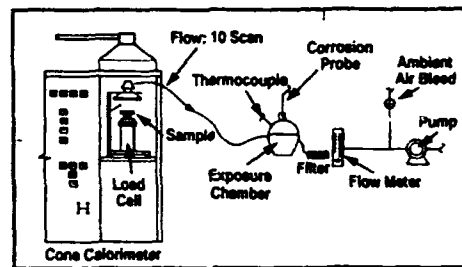 Flow: 10 Scan
Corrosion
Probe
Ambient
Air Bleed
Thermocouple
Pump
Sample
Load
Cell
Exposure
Chamber
Filter
Flow Meter
H
Cone Calorimeter